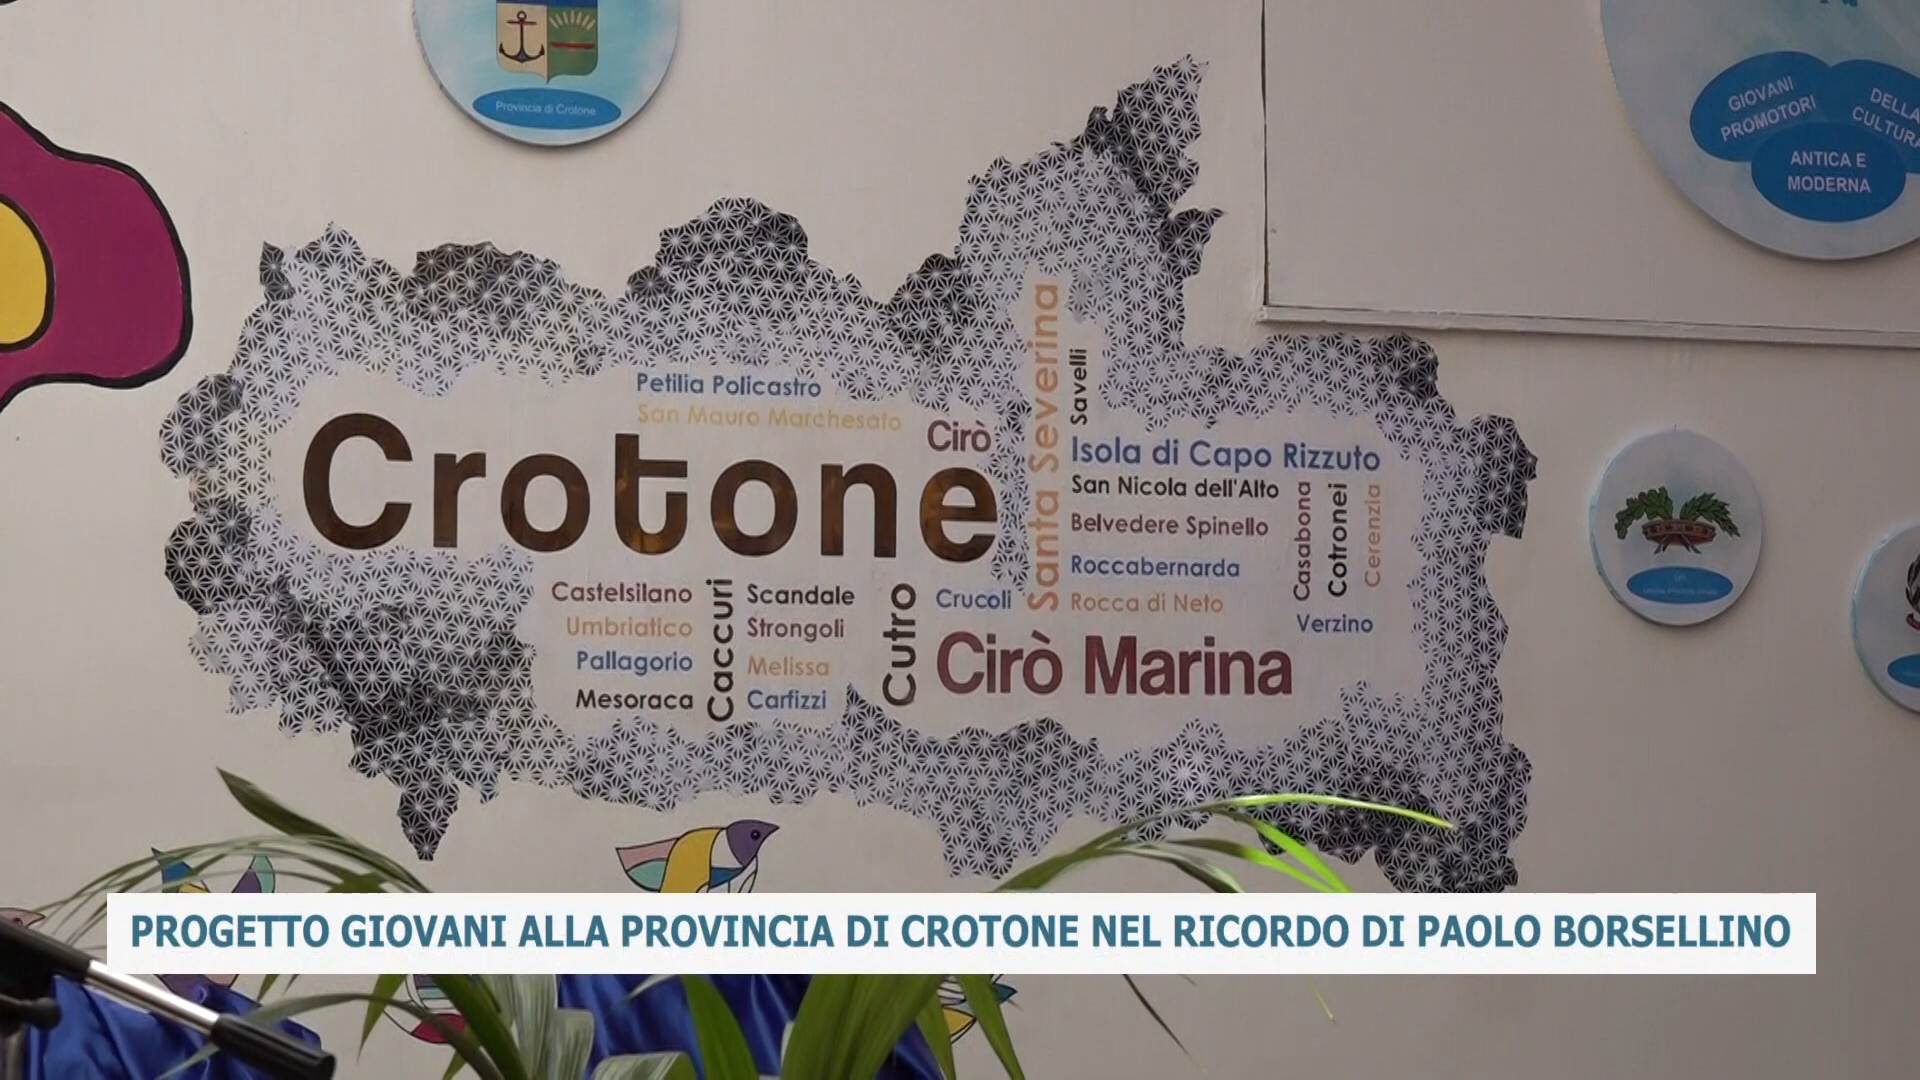 Provincia di Crotone
GIOVANI
PROMOTORI
DELLA
CULTURA
ANTICA E
MODERNA
Petilia Policastro
San Mauro Marchesato
Cirò
Crotone
Santa Severina
Savelli
Isola di Capo Rizzuto
San Nicola dell'Alto
Belvedere Spinello
Roccabernarda
Rocca di Neto
Casabona
Cotronei
Cerenzia
Verzino
Castelsilano
Umbriatico
Pallagorio
Mesoraca
Caccuri
Scandale
Strongoli
Melissa
Carfizzi
Cutro
Crucoli
Cirò Marina
PROGETTO GIOVANI ALLA PROVINCIA DI CROTONE NEL RICORDO DI PAOLO BORSELLINO